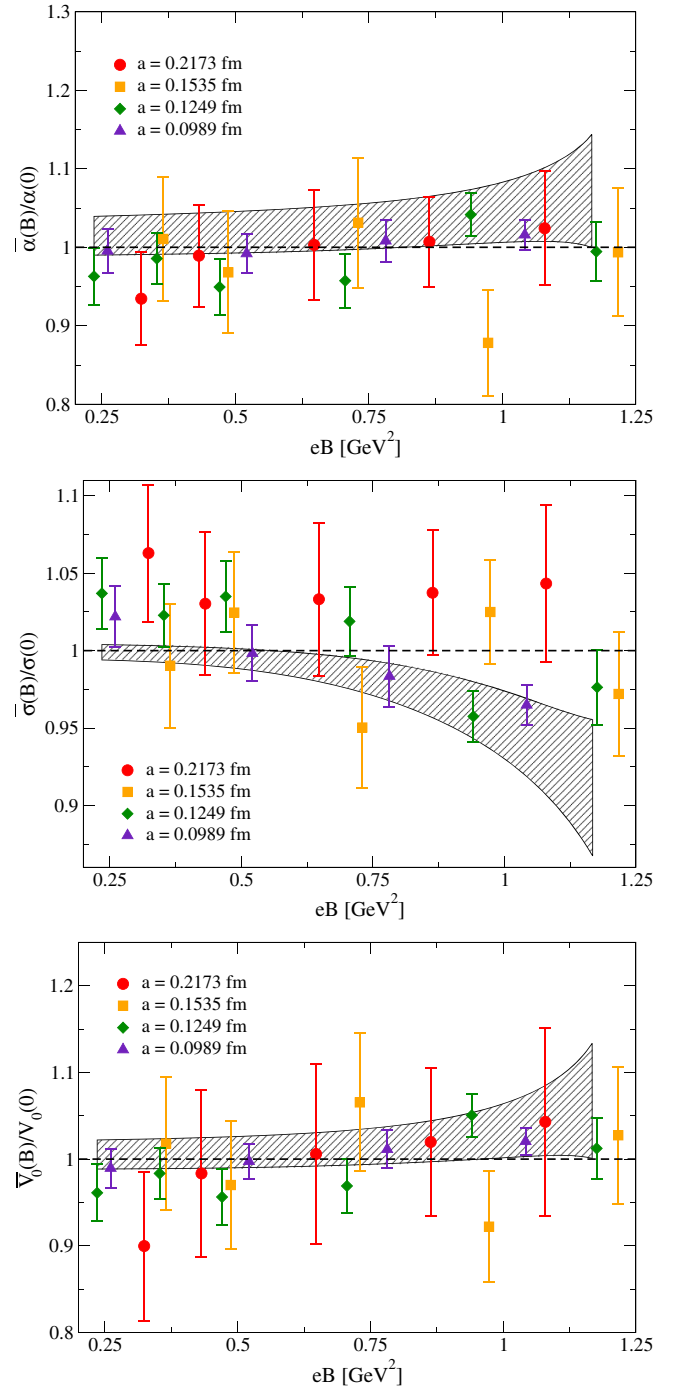 1.3
1.2
1.1
1
0.9
0.8
α(B)/α(0)
a = 0.2173 fm
a = 0.1535 fm
a = 0.1249 fm
a = 0.0989 fm
0.25 0.5 0.75 1 1.25
eB [GeV²]
1.1
1.05
1
0.95
0.9
σ(B)/σ(0)
a = 0.2173 fm
a = 0.1535 fm
a = 0.1249 fm
a = 0.0989 fm
0.25 0.5 0.75 1 1.25
eB [GeV²]
1.2
1.1
1
0.9
0.8
V₀(B)/V₀(0)
a = 0.2173 fm
a = 0.1535 fm
a = 0.1249 fm
a = 0.0989 fm
0.25 0.5 0.75 1 1.25
eB [GeV²]